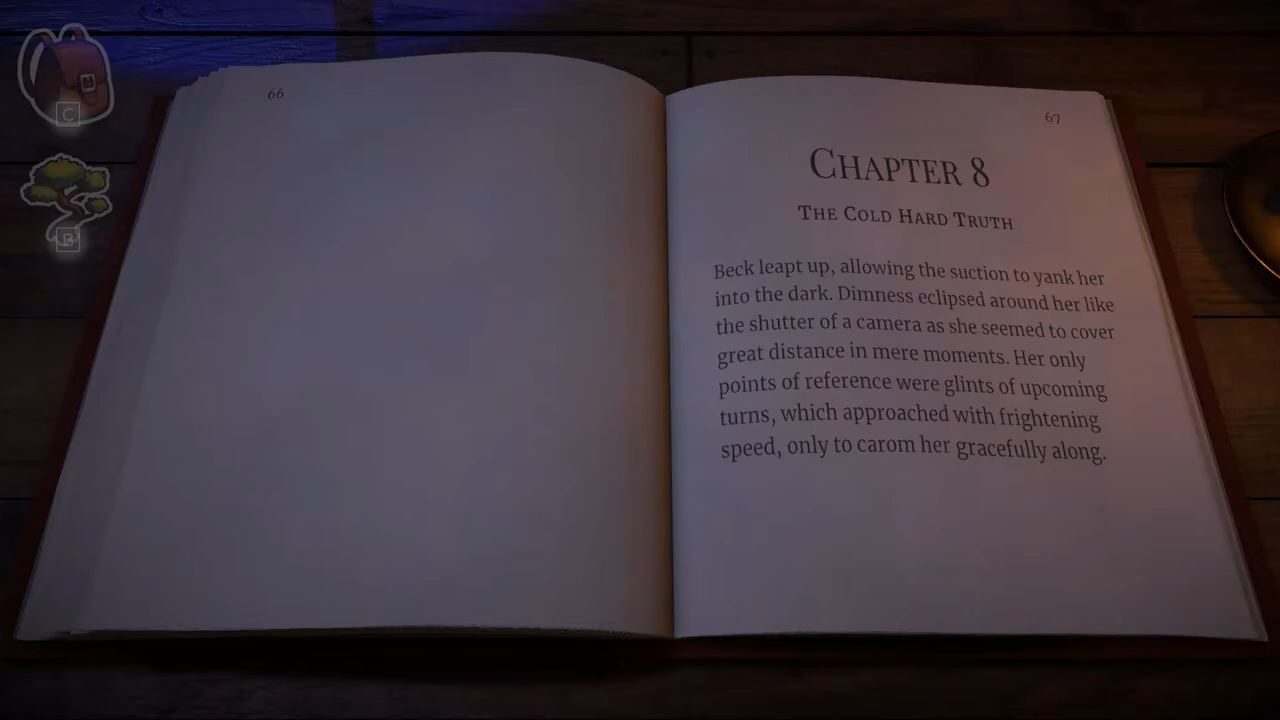 C
B
66
67
Chapter 8
The Cold Hard Truth
Beck leapt up, allowing the suction to yank her
into the dark. Dimness eclipsed around her like
the shutter of a camera as she seemed to cover
great distance in mere moments. Her only
points of reference were glints of upcoming
turns, which approached with frightening
speed, only to carom her gracefully along.